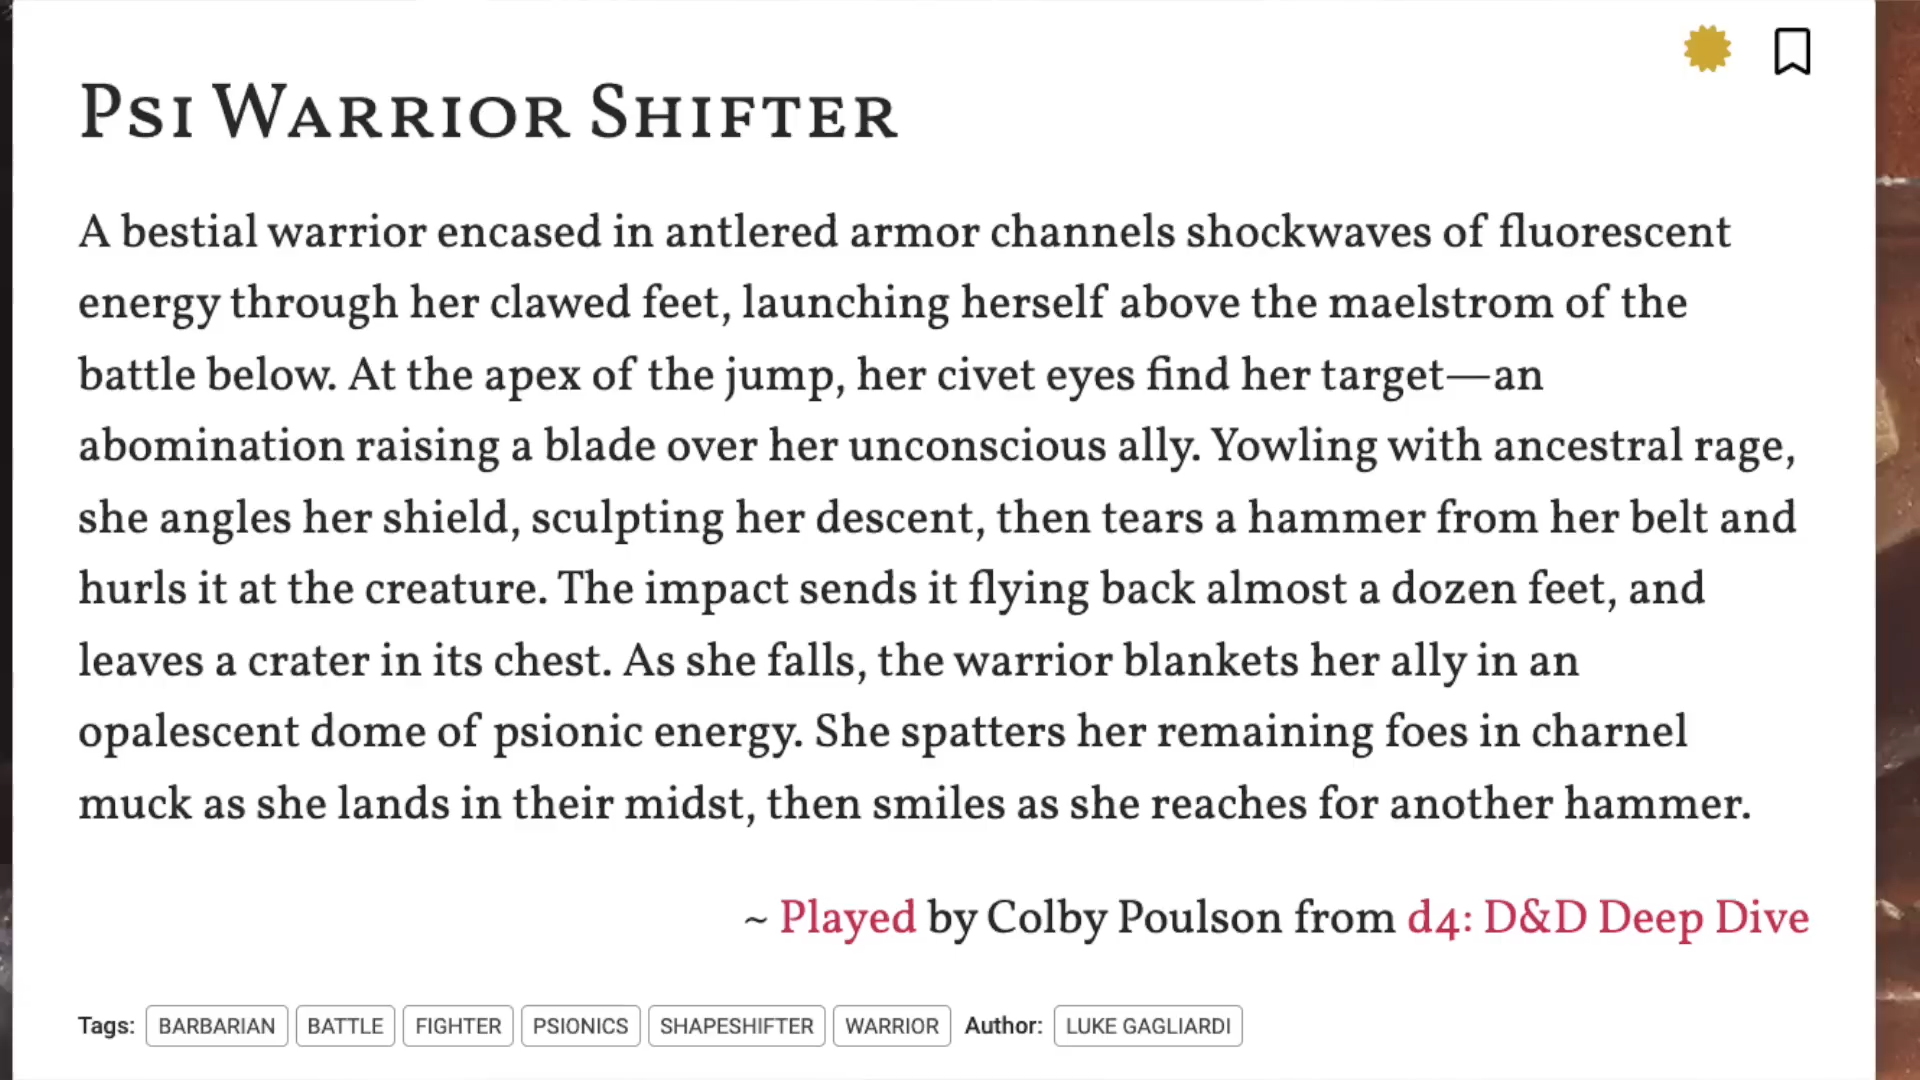 Psi Warrior Shifter
A bestial warrior encased in antlered armor channels shockwaves of fluorescent
energy through her clawed feet, launching herself above the maelstrom of the
battle below. At the apex of the jump, her civet eyes find her target—an
abomination raising a blade over her unconscious ally. Yowling with ancestral rage,
she angles her shield, sculpting her descent, then tears a hammer from her belt and
hurls it at the creature. The impact sends it flying back almost a dozen feet, and
leaves a crater in its chest. As she falls, the warrior blankets her ally in an
opalescent dome of psionic energy. She spatters her remaining foes in charnel
muck as she lands in their midst, then smiles as she reaches for another hammer.
~ Played by Colby Poulson from d4: D&D Deep Dive
Tags: BARBARIAN BATTLE FIGHTER PSIONICS SHAPESHIFTER WARRIOR Author: LUKE GAGLIARDI